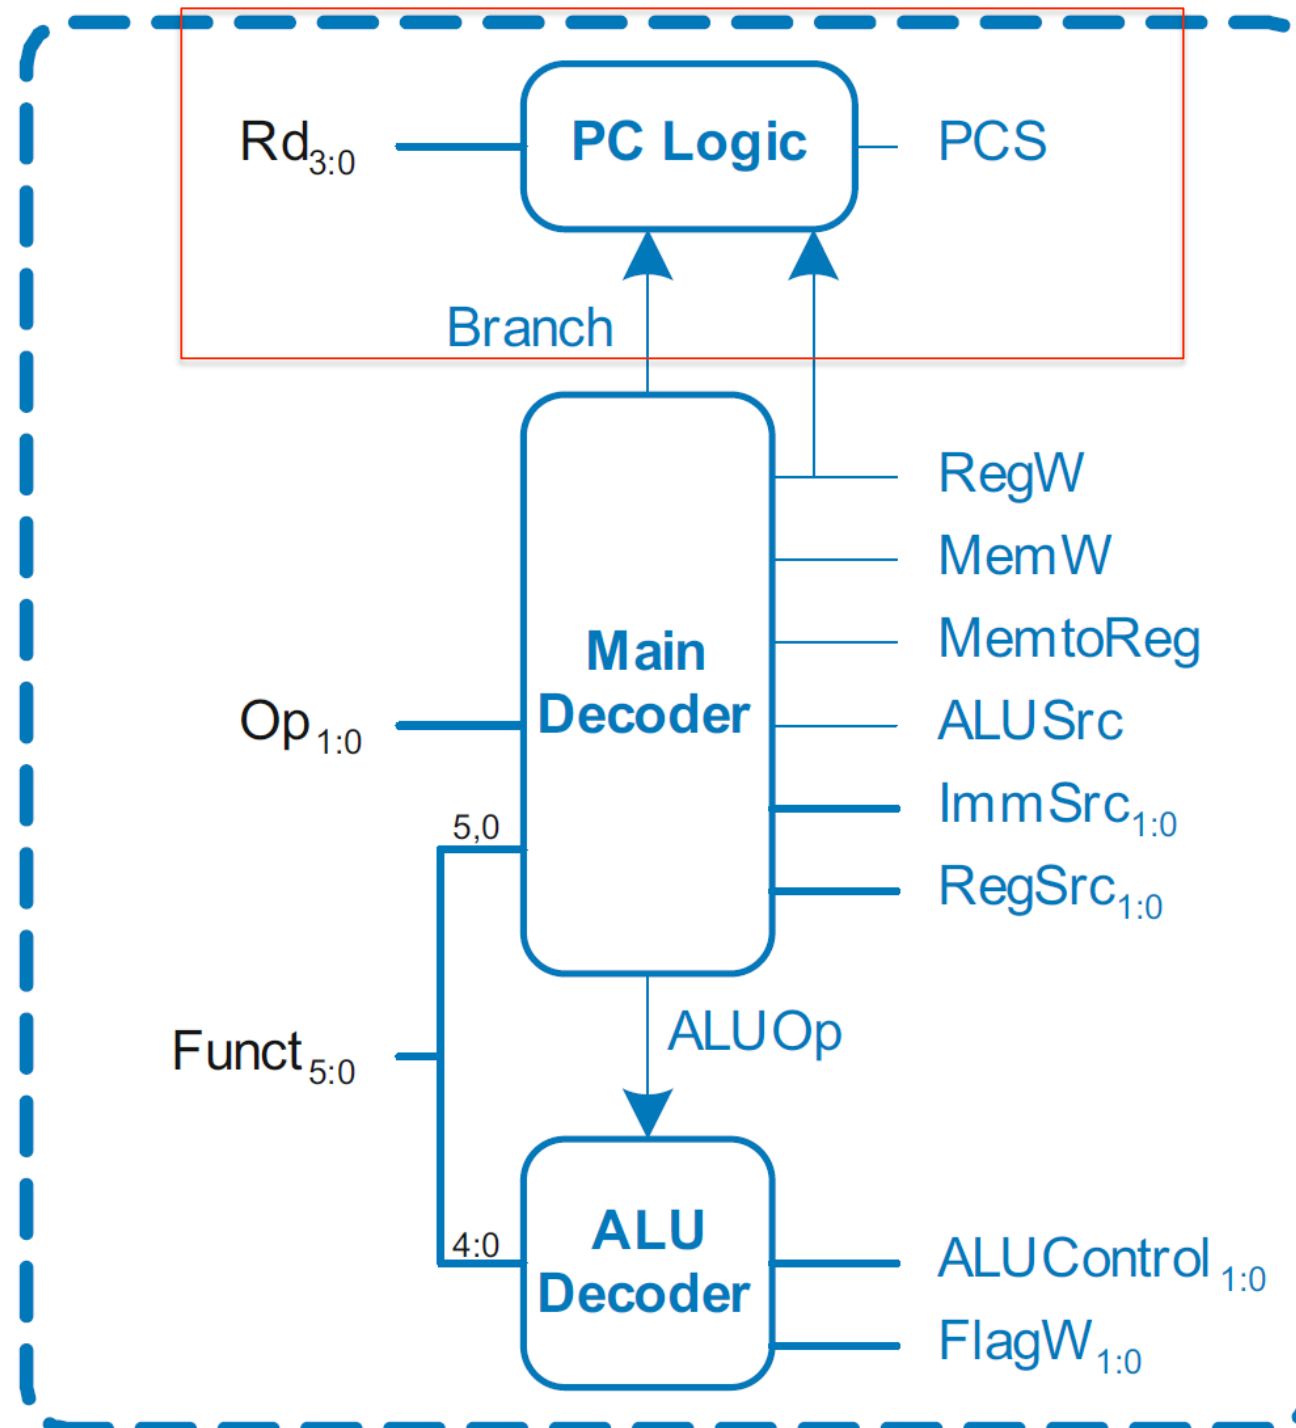 Rd3:0 PC Logic PCS
Branch
RegW
MemW
MemtoReg
Main
Decoder
Op1:0
ALUSrc
5,0
ImmSrc1:0
RegSrc1:0
Funct5:0
ALUOp
4:0
ALU
Decoder
ALUControl1:0
FlagW1:0